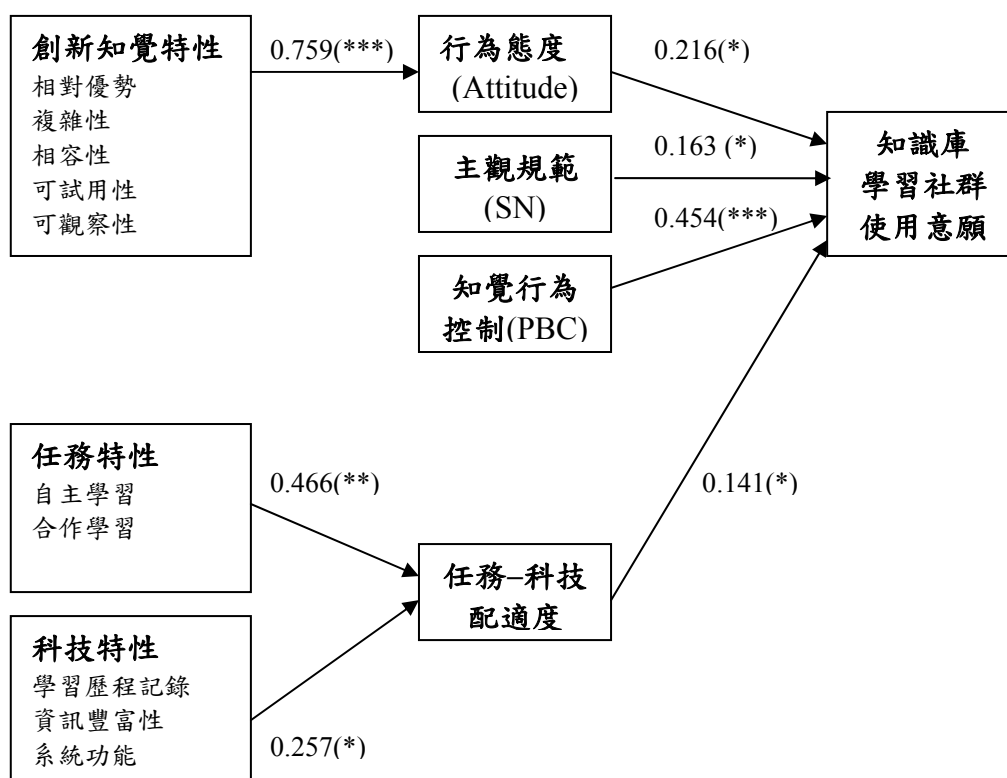 創新知覺特性
相對優勢
複雜性
相容性
可試用性
可觀察性
0.759(***)
行為態度
(Attitude)
0.216(*)
主觀規範
(SN)
0.163 (*)
知覺行為
控制(PBC)
0.454(***)
知識庫
學習社群
使用意願
任務特性
自主學習
合作學習
0.466(**)
科技特性
學習歷程記錄
資訊豐富性
系統功能
0.257(*)
任務–科技
配適度
0.141(*)